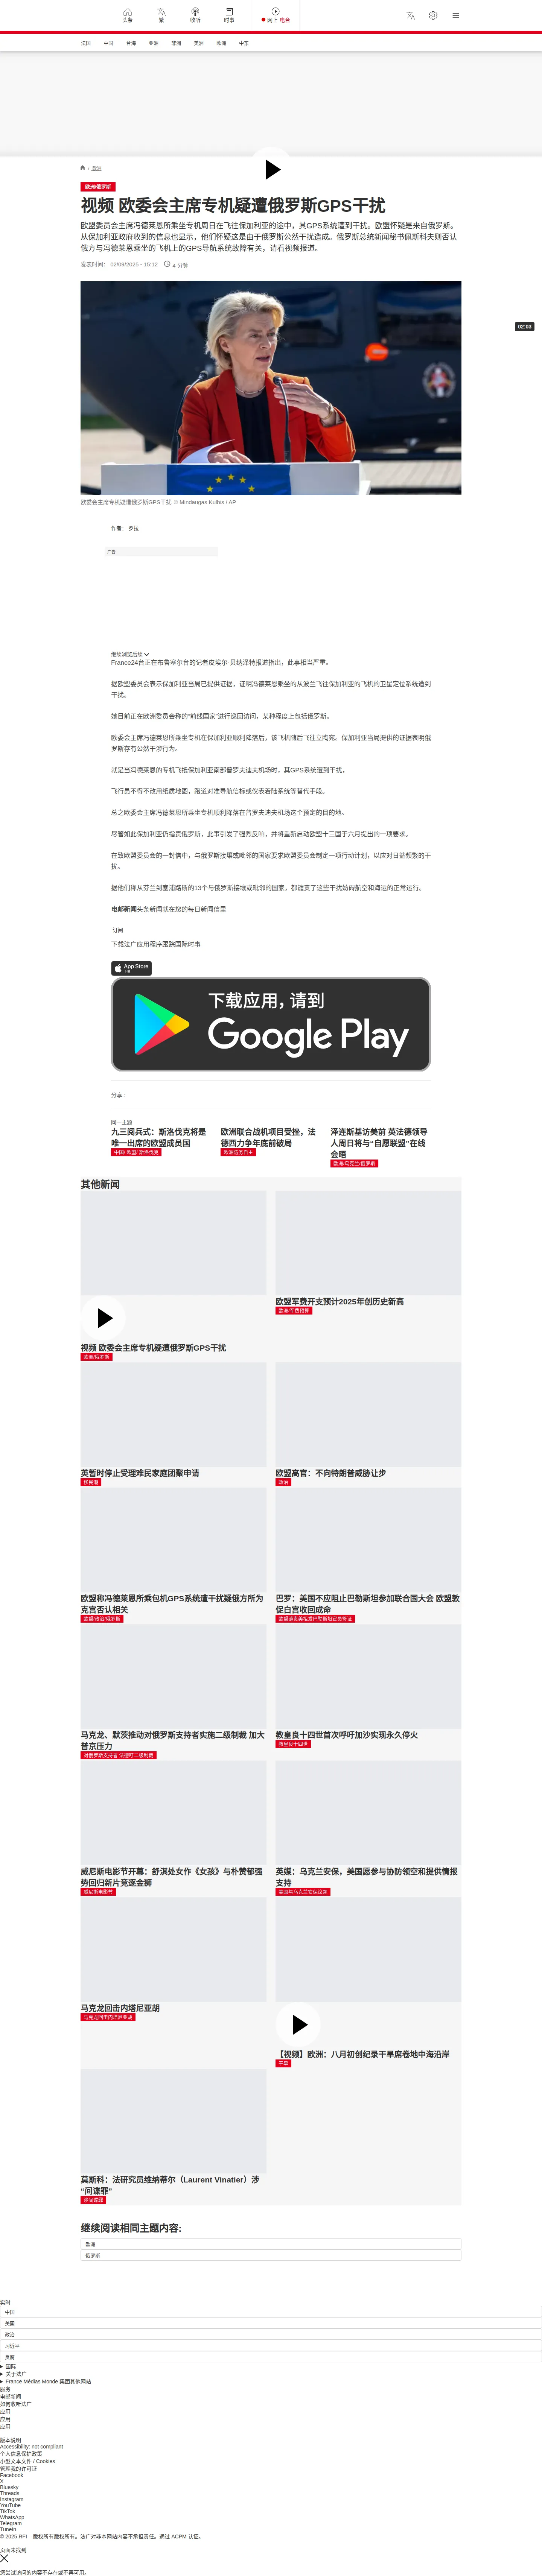 头条
繁
收听
时事
网上 电台
法国
中国
台海
亚洲
非洲
美洲
欧洲
中东
/ 欧洲
欧洲/俄罗斯
视频 欧委会主席专机疑遭俄罗斯GPS干扰
欧盟委员会主席冯德莱恩所乘坐专机周日在飞往保加利亚的途中，其GPS系统遭到干扰。欧盟怀疑是来自俄罗斯。从保加利亚政府收到的信息也显示，他们怀疑这是由于俄罗斯公然干扰造成。俄罗斯总统新闻秘书佩斯科夫则否认俄方与冯德莱恩乘坐的飞机上的GPS导航系统故障有关，请看视频报道。
发表时间： 02/09/2025 - 15:12
4 分钟
02:03
欧委会主席专机疑遭俄罗斯GPS干扰 © Mindaugas Kulbis / AP
作者： 罗拉
广告
继续浏览后续
France24台正在布鲁塞尔台的记者皮埃尔·贝纳泽特报道指出，此事相当严重。
据欧盟委员会表示保加利亚当局已提供证据，证明冯德莱恩乘坐的从波兰飞往保加利亚的飞机的卫星定位系统遭到干扰。
她目前正在欧洲委员会称的“前线国家”进行巡回访问，某种程度上包括俄罗斯。
欧委会主席冯德莱恩所乘坐专机在保加利亚顺利降落后，该飞机随后飞往立陶宛。保加利亚当局提供的证据表明俄罗斯存有公然干涉行为。
就是当冯德莱恩的专机飞抵保加利亚南部普罗夫迪夫机场时，其GPS系统遭到干扰，
飞行员不得不改用纸质地图，跑道对准导航信标或仪表着陆系统等替代手段。
总之欧委会主席冯德莱恩所乘坐专机顺利降落在普罗夫迪夫机场这个预定的目的地。
尽管如此保加利亚仍指责俄罗斯，此事引发了强烈反响，并将重新启动欧盟十三国于六月提出的一项要求。
在致欧盟委员会的一封信中，与俄罗斯接壤或毗邻的国家要求欧盟委员会制定一项行动计划，以应对日益频繁的干扰。
据他们称从芬兰到塞浦路斯的13个与俄罗斯接壤或毗邻的国家，都谴责了这些干扰妨碍航空和海运的正常运行。
电邮新闻头条新闻就在您的每日新闻信里
订阅
下载法广应用程序跟踪国际时事
App Store
下载
下载应用，请到
Google Play
分享 :
同一主题
九三阅兵式：斯洛伐克将是唯一出席的欧盟成员国
中国/ 欧盟/ 斯洛伐克
欧洲联合战机项目受挫，法德西力争年底前破局
欧洲防务自主
泽连斯基访美前 英法德领导人周日将与“自愿联盟”在线会晤
欧洲/乌克兰/俄罗斯
其他新闻
视频 欧委会主席专机疑遭俄罗斯GPS干扰
欧洲/俄罗斯
欧盟军费开支预计2025年创历史新高
欧洲/军费预算
英暂时停止受理难民家庭团聚申请
移民潮
欧盟高官：不向特朗普威胁让步
政治
欧盟称冯德莱恩所乘包机GPS系统遭干扰疑俄方所为 克宫否认相关
欧盟/政治/俄罗斯
巴罗：美国不应阻止巴勒斯坦参加联合国大会 欧盟敦促白宫收回成命
欧盟谴责美拒发巴勒斯坦官员签证
马克龙、默茨推动对俄罗斯支持者实施二级制裁 加大普京压力
对俄罗斯支持者 法德吁二级制裁
教皇良十四世首次呼吁加沙实现永久停火
教皇良十四世
威尼斯电影节开幕：舒淇处女作《女孩》与朴赞郁强势回归新片竞逐金狮
威尼斯电影节
英媒：乌克兰安保，美国愿参与协防领空和提供情报支持
美国与乌克兰安保议题
马克龙回击内塔尼亚胡
马克龙回击内塔尼亚胡
【视频】欧洲：八月初创纪录干旱席卷地中海沿岸
干旱
莫斯科：法研究员维纳蒂尔（Laurent Vinatier）涉“间谍罪”
涉间谍罪
继续阅读相同主题内容:
欧洲
俄罗斯
实时
中国
美国
政治
习近平
贪腐
国际
关于法广
France Médias Monde 集团其他网站
服务
电邮新闻
如何收听法广
应用
应用
应用
版本说明
Accessibility: not compliant
个人信息保护政策
小型文本文件 / Cookies
管理我的许可证
Facebook
X
Bluesky
Threads
Instagram
YouTube
TikTok
WhatsApp
Telegram
TuneIn
© 2025 RFI – 版权所有版权所有。法广对非本网站内容不承担责任。通过 ACPM 认证。
页面未找到
您尝试访问的内容不存在或不再可用。